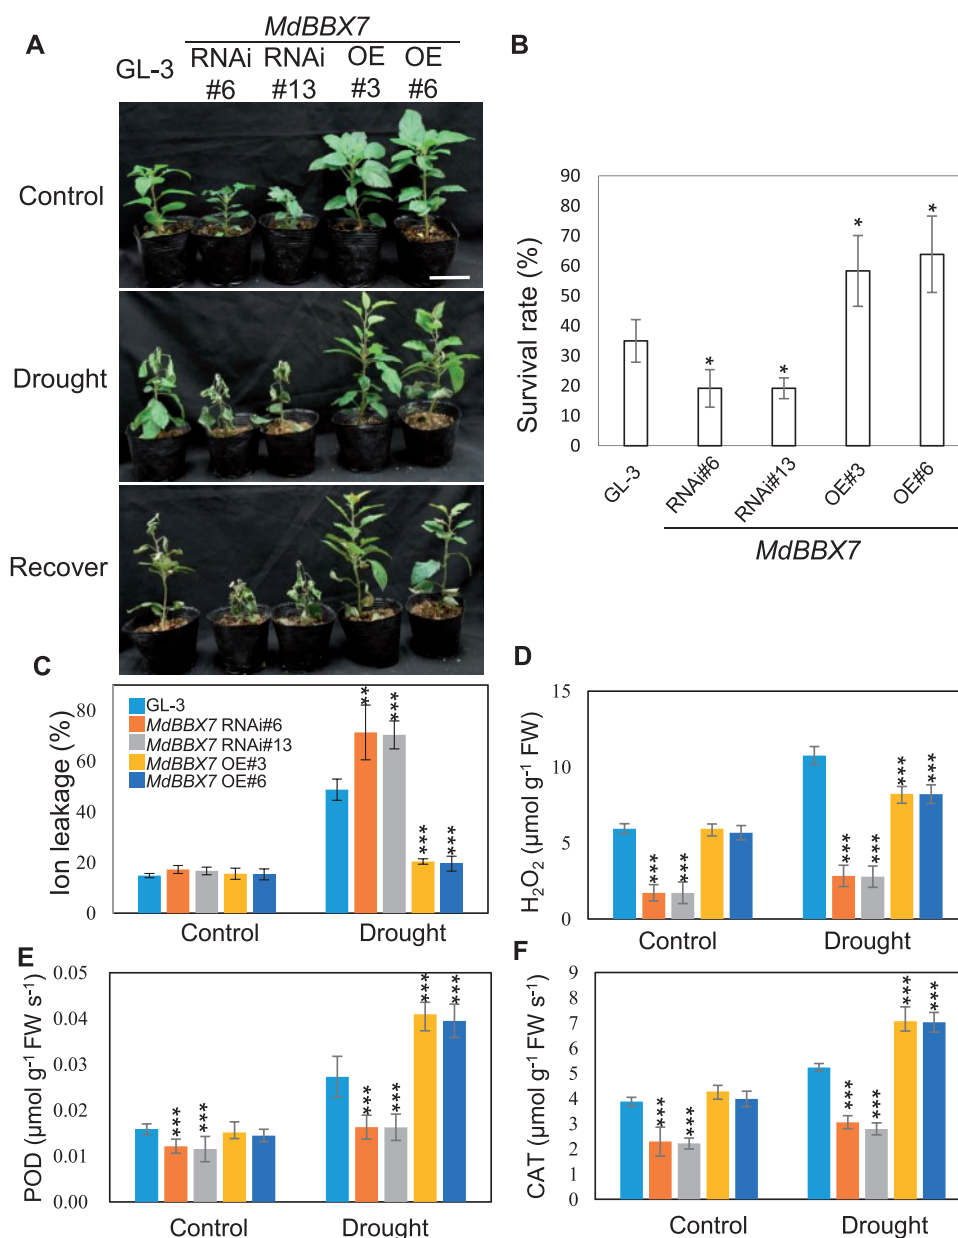 A
MdBBX7
GL-3
RNAi
#6
RNAi
#13
OE
#3
OE
#6
Control
Drought
Recover
B
Survival rate (%)
90
80
70
60
50
40
30
20
10
0
*
*
*
*
GL-3
RNAi#6
RNAi#13
OE#3
OE#6
MdBBX7
C
Ion leakage (%)
80
60
40
20
0
GL-3
MdBBX7 RNAi#6
MdBBX7 RNAi#13
MdBBX7 OE#3
MdBBX7 OE#6
**
***
***
***
Control
Drought
D
H₂O₂ (μmol g⁻¹ FW)
15
10
5
0
***
***
***
***
***
***
Control
Drought
E
POD (μmol g⁻¹ FW s⁻¹)
0.05
0.04
0.03
0.02
0.01
0.00
***
***
***
***
***
***
Control
Drought
F
CAT (μmol g⁻¹ FW s⁻¹)
9
8
7
6
5
4
3
2
1
0
***
***
***
***
***
***
Control
Drought